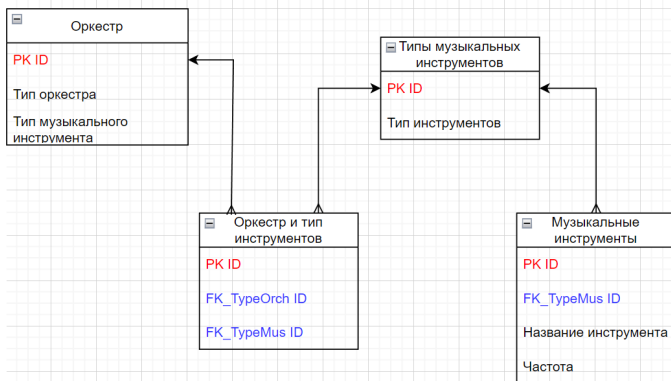 Оркестр
PK ID
Тип оркестра
Тип музыкального
инструмента
Типы музыкальных
инструментов
PK ID
Тип инструментов
Оркестр и тип
инструментов
PK ID
FK_TypeOrch ID
FK_TypeMus ID
Музыкальные
инструменты
PK ID
FK_TypeMus ID
Название инструмента
Частота